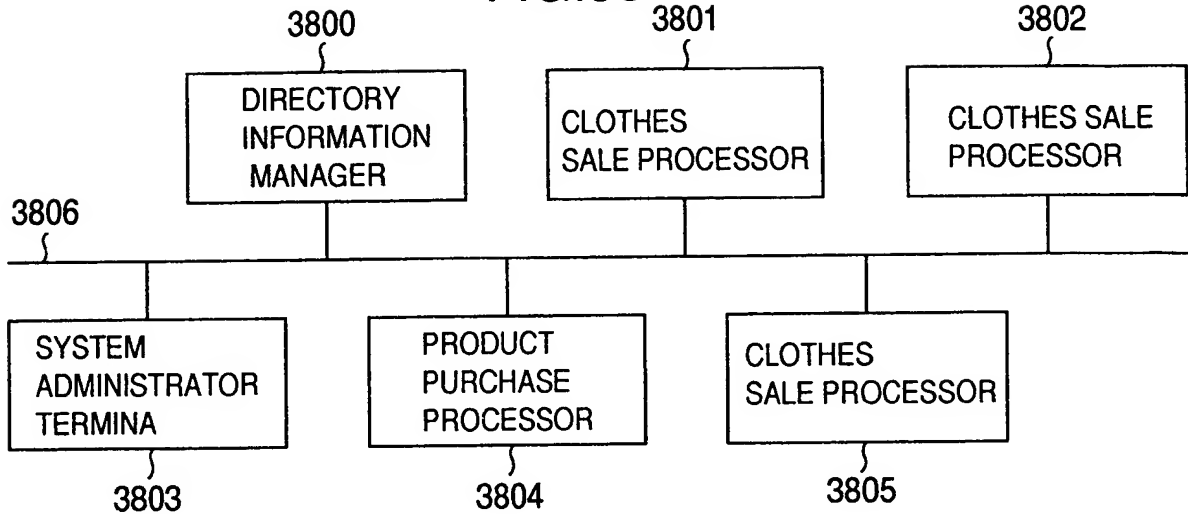 3800
3801
3802
DIRECTORY
INFORMATION
MANAGER
CLOTHES
SALE PROCESSOR
CLOTHES SALE
PROCESSOR
3806
SYSTEM
ADMINISTRATOR
TERMINA
PRODUCT
PURCHASE
PROCESSOR
CLOTHES
SALE PROCESSOR
3803
3804
3805